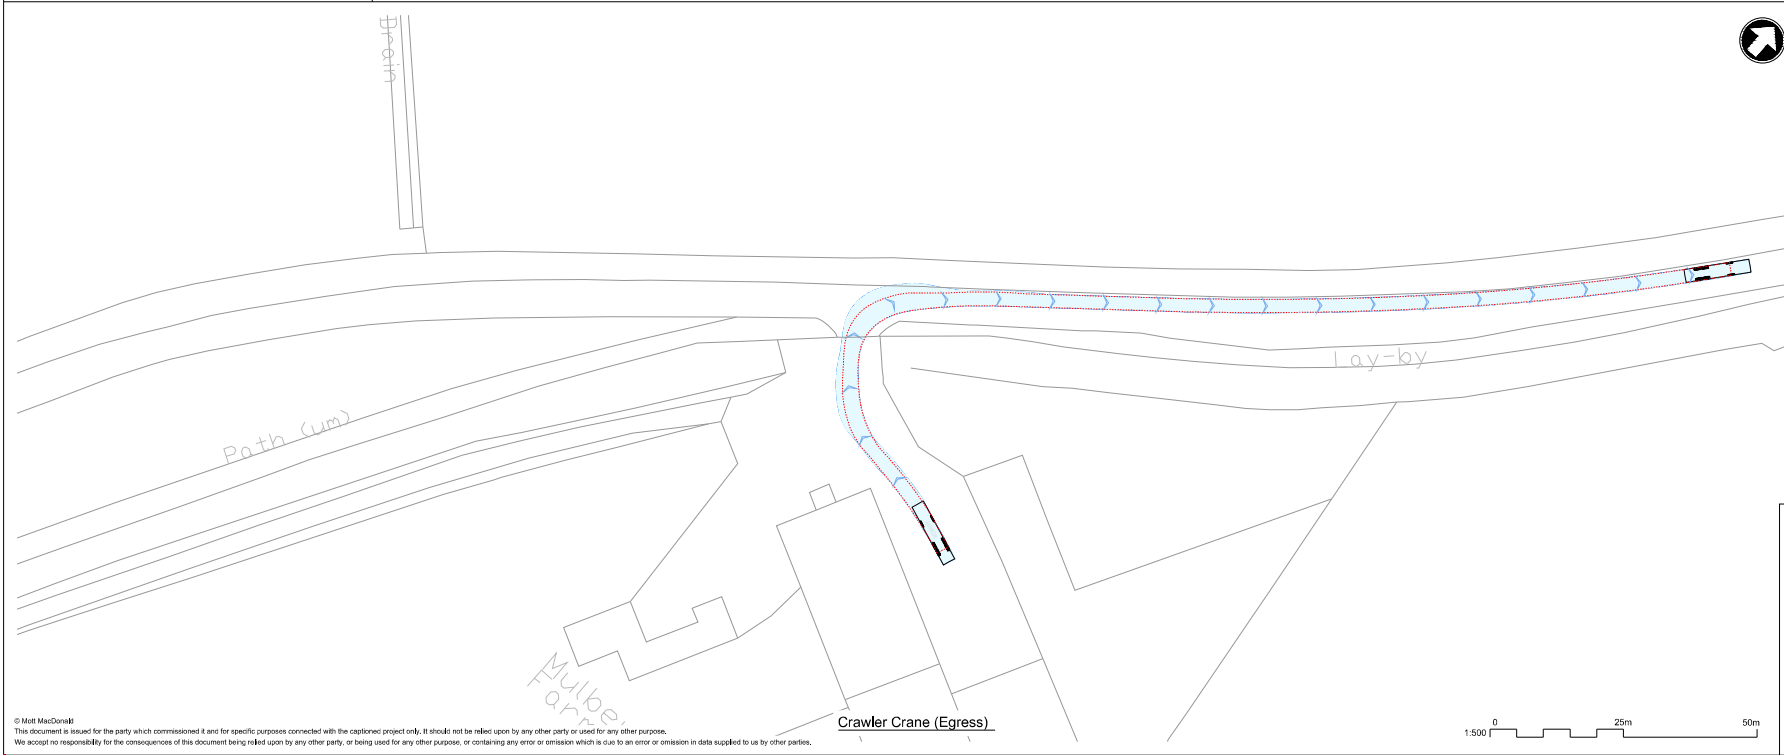 Drain
Path (um)
Lay-by
Farm
Crawler Crane (Egress)
0 25m 50m
1:500
© Mott MacDonald
This document is issued for the party which commissioned it and for specific purposes connected with the captioned project only. It should not be relied upon by any other party or used for any other purpose.
We accept no responsibility for the consequences of this document being relied upon by any other party, or being used for any other purpose, or containing any error or omission which is due to an error or omission in data supplied to us by other parties.